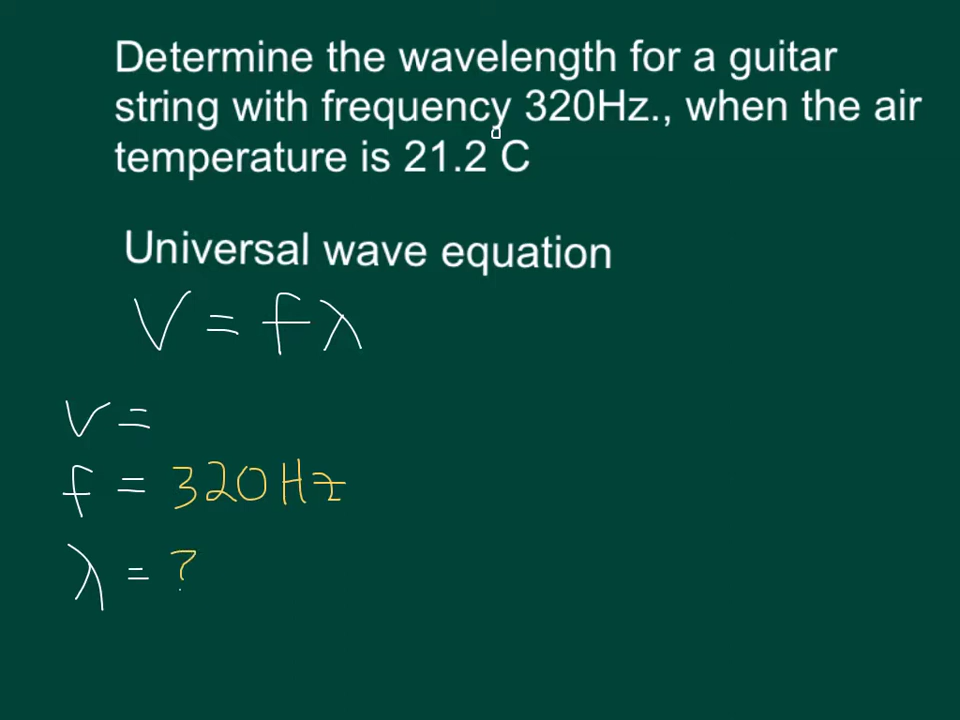 Determine the wavelength for a guitar
string with frequency 320Hz., when the air
temperature is 21.2°C
Universal wave equation
V = fλ
V =
f = 320Hz
λ = ?